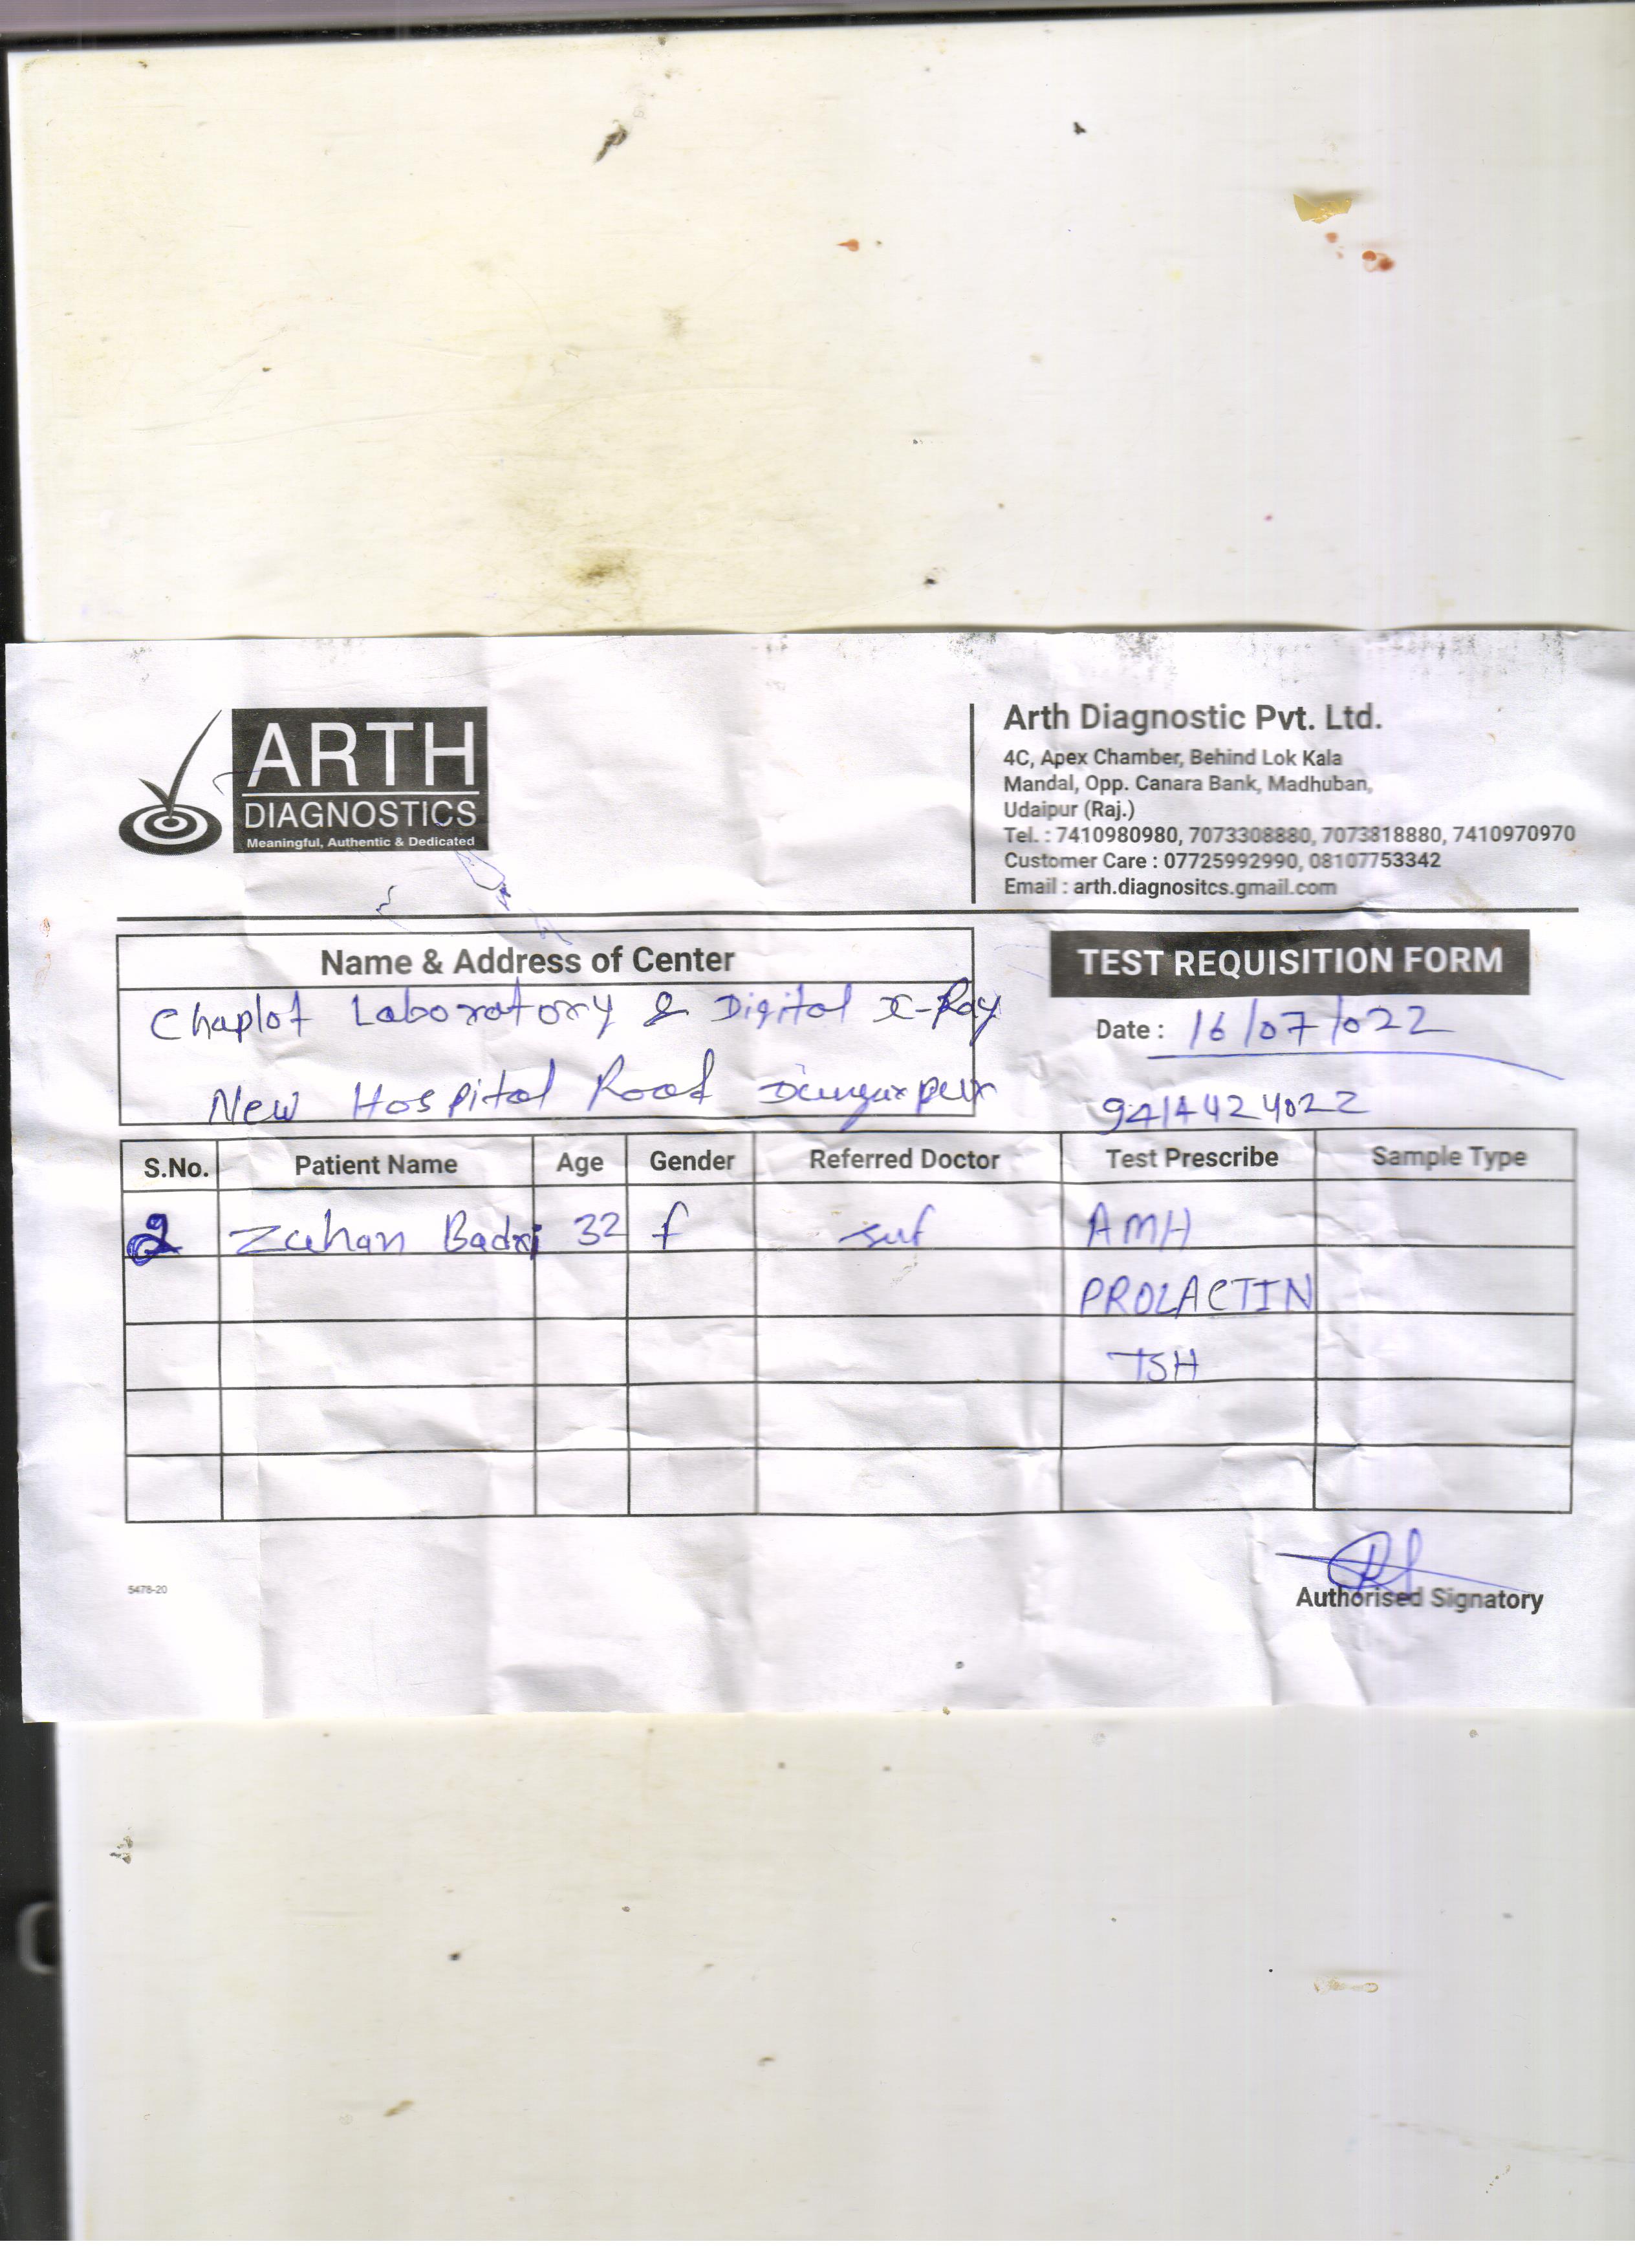 ARTH
DIAGNOSTICS
Meaningful, Authentic & Dedicated
Arth Diagnostic Pvt. Ltd.
4C, Apex Chamber, Behind Lok Kala
Mandal, Opp. Canara Bank, Madhuban,
Udaipur (Raj.)
Tel. : 7410980980, 7073308880, 7073818880, 7410970970
Customer Care : 07725992990, 08107753342
Email : arth.diagnositcs.gmail.com
Name & Address of Center
Chaplot Laboratory & Digital X-Ray
New Hospital Road Dungarpur
TEST REQUISITION FORM
Date : 16/07/022
9414424022
S.No. Patient Name Age Gender Referred Doctor Test Prescribe Sample Type
2 Zahan Badri 32 f Self AMH
PROLACTIN
TSH
Authorised Signatory
5478-20